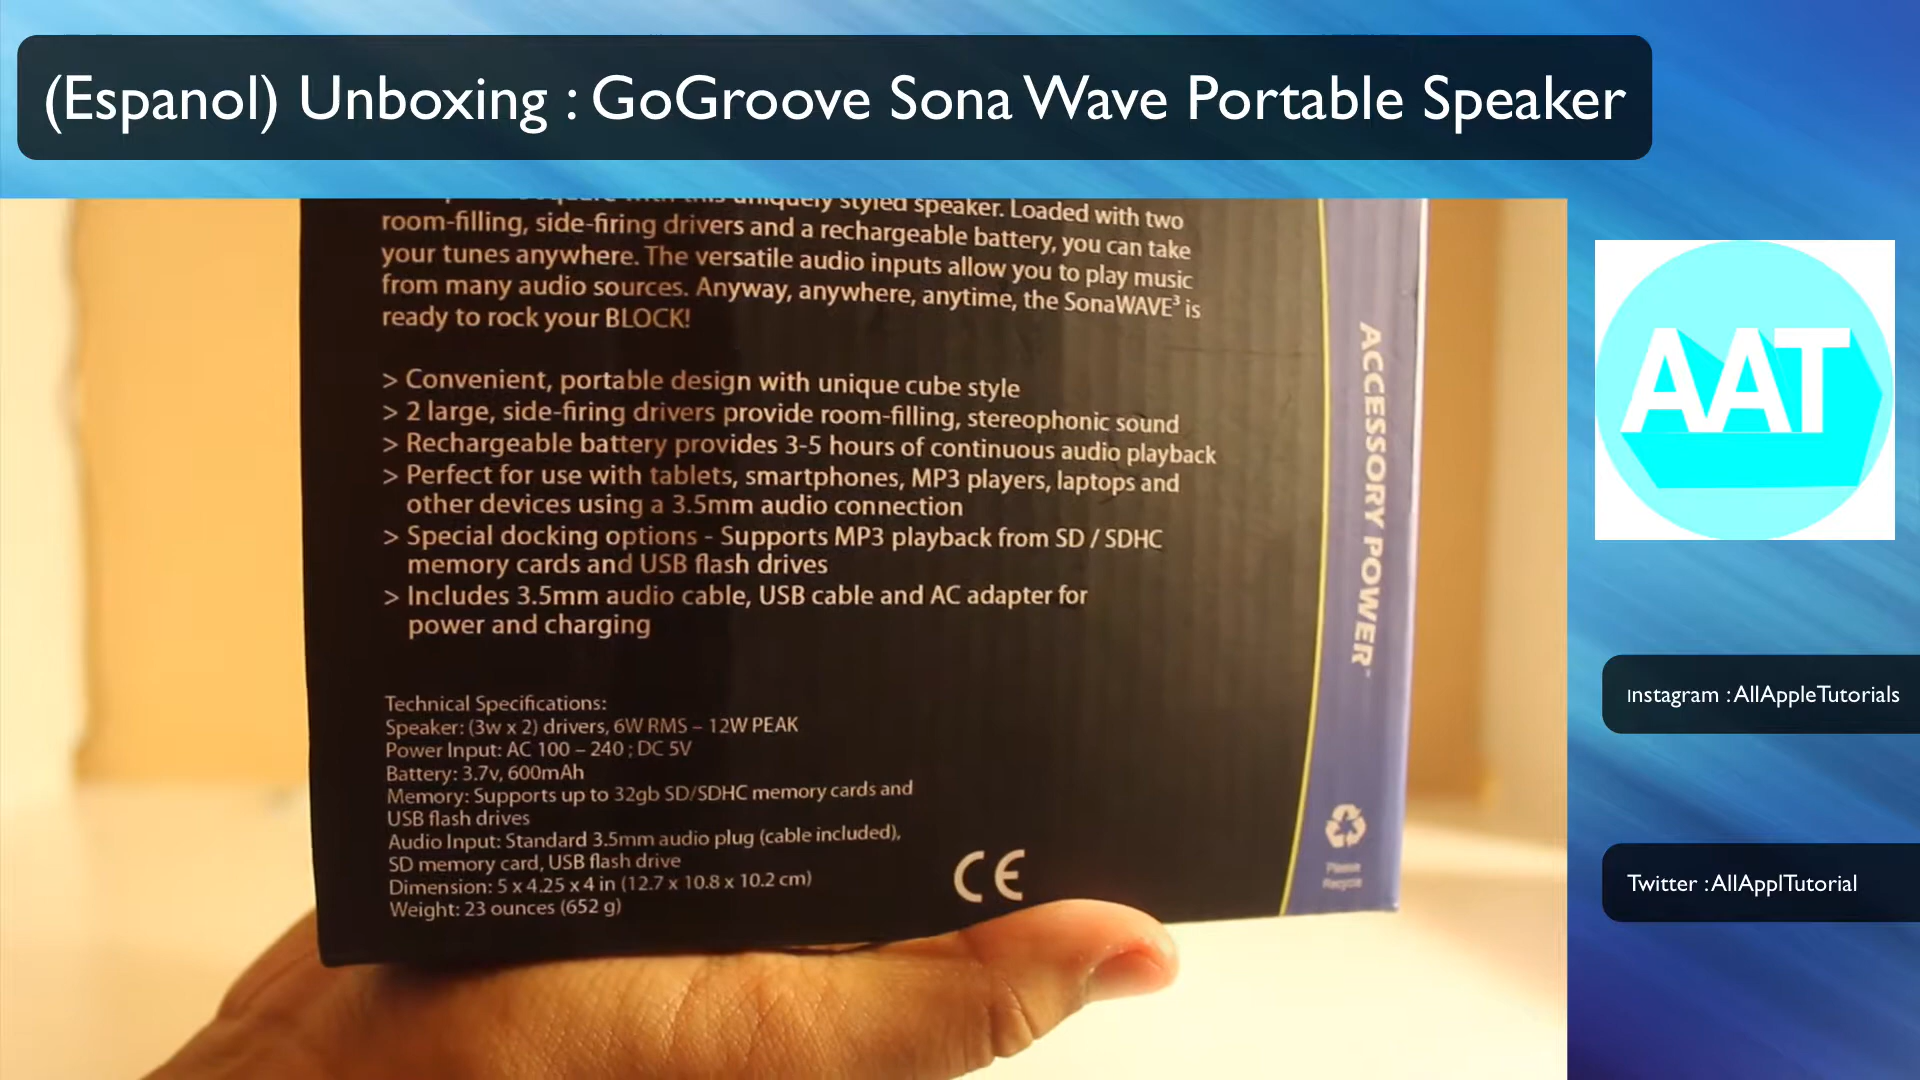 (Espanol) Unboxing : GoGroove Sona Wave Portable Speaker
this uniquely styled speaker. Loaded with two
room-filling, side-firing drivers and a rechargeable battery, you can take
your tunes anywhere. The versatile audio inputs allow you to play music
from many audio sources. Anyway, anywhere, anytime, the SonaWAVE³ is
ready to rock your BLOCK!
> Convenient, portable design with unique cube style
> 2 large, side-firing drivers provide room-filling, stereophonic sound
> Rechargeable battery provides 3-5 hours of continuous audio playback
> Perfect for use with tablets, smartphones, MP3 players, laptops and
other devices using a 3.5mm audio connection
> Special docking options - Supports MP3 playback from SD / SDHC
memory cards and USB flash drives
> Includes 3.5mm audio cable, USB cable and AC adapter for
power and charging
Technical Specifications:
Speaker: (3w x 2) drivers, 6W RMS – 12W PEAK
Power Input: AC 100 – 240 ; DC 5V
Battery: 3.7v, 600mAh
Memory: Supports up to 32gb SD/SDHC memory cards and
USB flash drives
Audio Input: Standard 3.5mm audio plug (cable included),
SD memory card, USB flash drive
Dimension: 5 x 4.25 x 4 in (12.7 x 10.8 x 10.2 cm)
Weight: 23 ounces (652 g)
CE
ACCESSORY POWER
Please
Recycle
AAT
Instagram : AllAppleTutorials
Twitter : AllApplTutorial